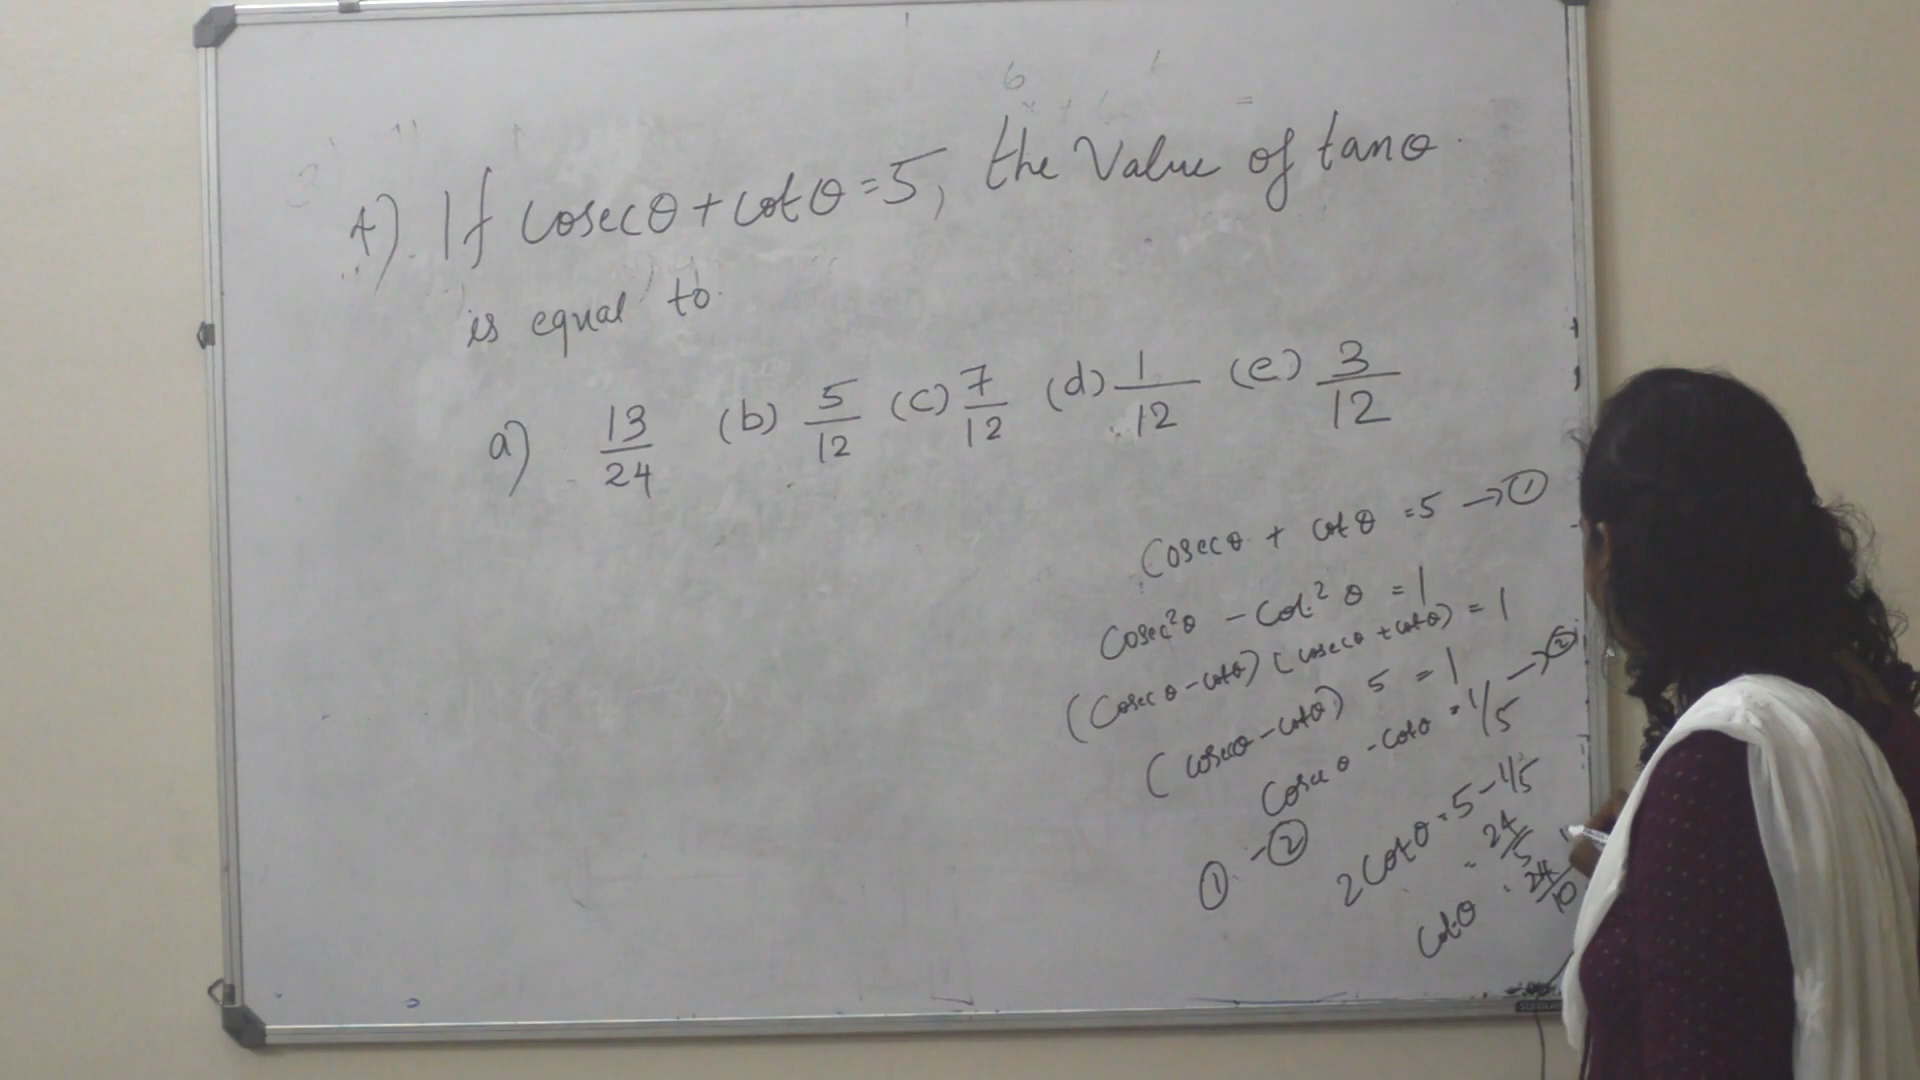 4). If cosecθ + cotθ = 5, the Value of tanθ.
is equal to.
a) 13/24 (b) 5/12 (c) 7/12 (d) 1/12 (e) 3/12
Cosecθ + cotθ = 5 → ①
Cosec²θ - Cot²θ = 1
(Cosecθ - cotθ) (cosecθ + cotθ) = 1
(cosecθ - cotθ) 5 = 1
Cosecθ - cotθ = 1/5 → ②
① - ② 2 Cotθ = 5 - 1/5
= 24/5
Cotθ = 24/10